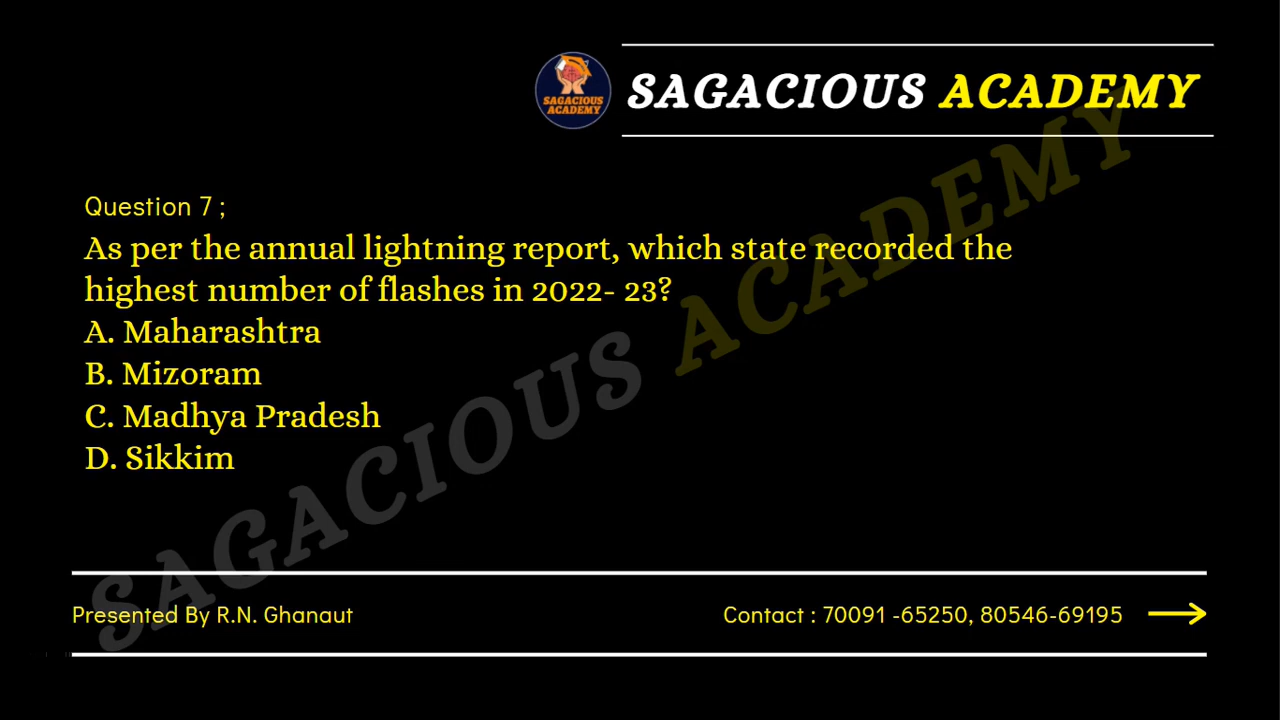 SAGACIOUS
ACADEMY
SAGACIOUS ACADEMY
Question 7 ;
As per the annual lightning report, which state recorded the
highest number of flashes in 2022- 23?
A. Maharashtra
B. Mizoram
C. Madhya Pradesh
D. Sikkim
SAGACIOUS ACADEMY
Presented By R.N. Ghanaut
Contact : 70091 -65250, 80546-69195